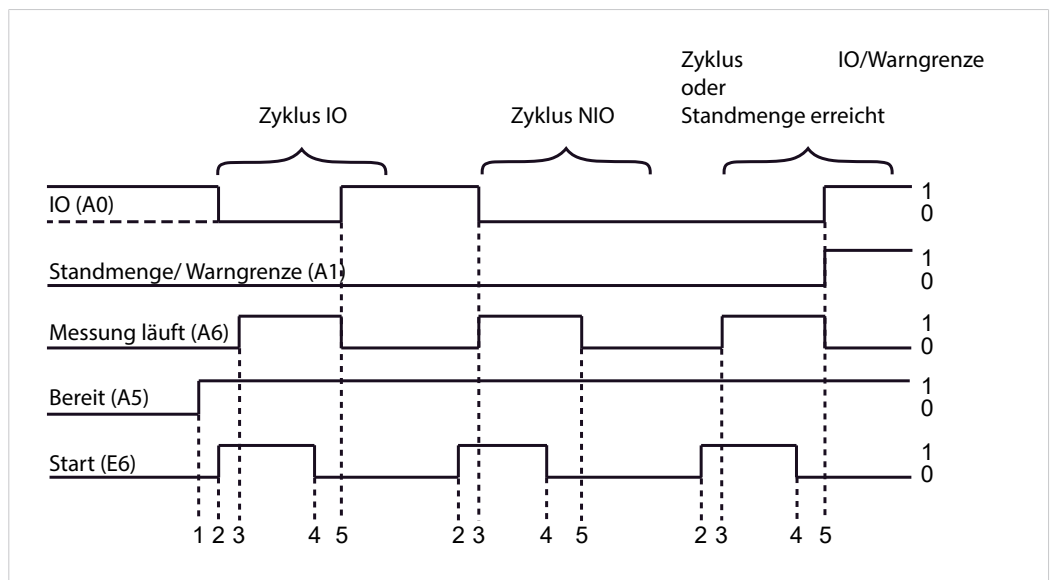 Zyklus IO/Warngrenze
oder
Zyklus IO Zyklus NIO Standmenge erreicht
IO (A0) 1
0
Standmenge/ Warngrenze (A1) 1
0
Messung läuft (A6) 1
0
Bereit (A5) 1
0
Start (E6) 1
0
1 2 3 4 5 2 3 4 5 2 3 4 5